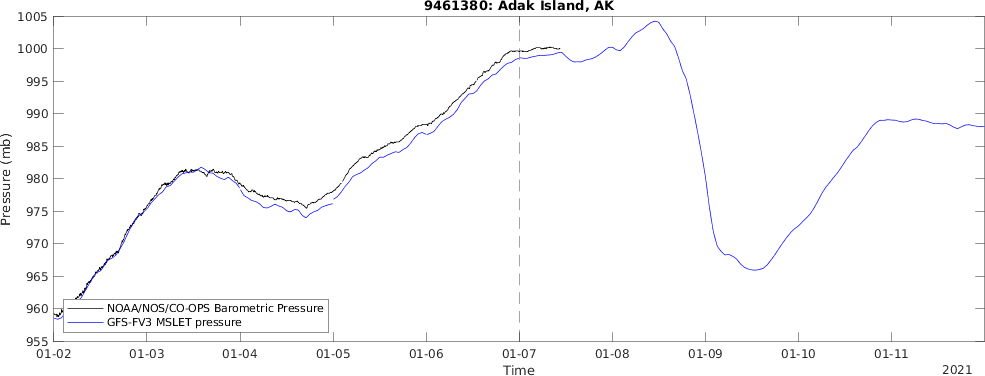 9461380: Adak Island, AK
Pressure (mb)
1005
1000
995
990
985
980
975
970
965
960
955
NOAA/NOS/CO-OPS Barometric Pressure
GFS-FV3 MSLET pressure
01-02 01-03 01-04 01-05 01-06 01-07 01-08 01-09 01-10 01-11
Time
2021